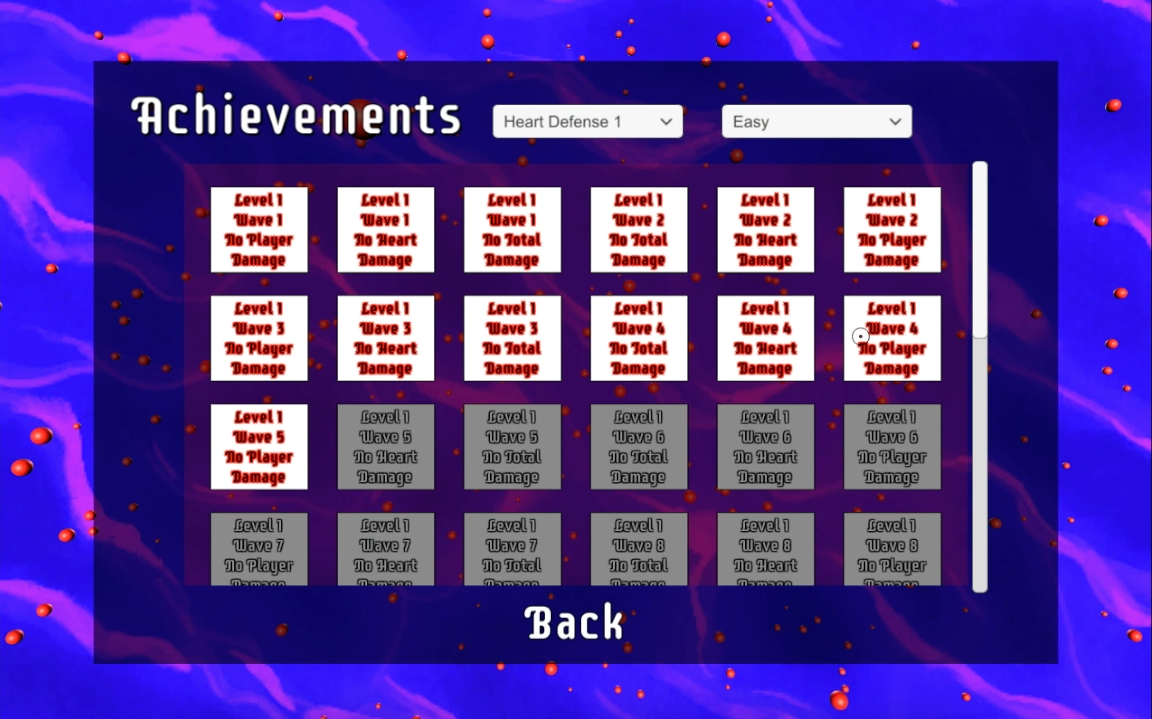 Achievements
Heart Defense 1
Easy
Level 1
Wave 1
No Player
Damage
Level 1
Wave 1
No Heart
Damage
Level 1
Wave 1
No Total
Damage
Level 1
Wave 2
No Total
Damage
Level 1
Wave 2
No Heart
Damage
Level 1
Wave 2
No Player
Damage
Level 1
Wave 3
No Player
Damage
Level 1
Wave 3
No Heart
Damage
Level 1
Wave 3
No Total
Damage
Level 1
Wave 4
No Total
Damage
Level 1
Wave 4
No Heart
Damage
Level 1
Wave 4
No Player
Damage
Level 1
Wave 5
No Player
Damage
Level 1
Wave 5
No Heart
Damage
Level 1
Wave 5
No Total
Damage
Level 1
Wave 6
No Total
Damage
Level 1
Wave 6
No Heart
Damage
Level 1
Wave 6
No Player
Damage
Level 1
Wave 7
No Player
Damage
Level 1
Wave 7
No Heart
Damage
Level 1
Wave 7
No Total
Damage
Level 1
Wave 8
No Total
Damage
Level 1
Wave 8
No Heart
Damage
Level 1
Wave 8
No Player
Damage
Back